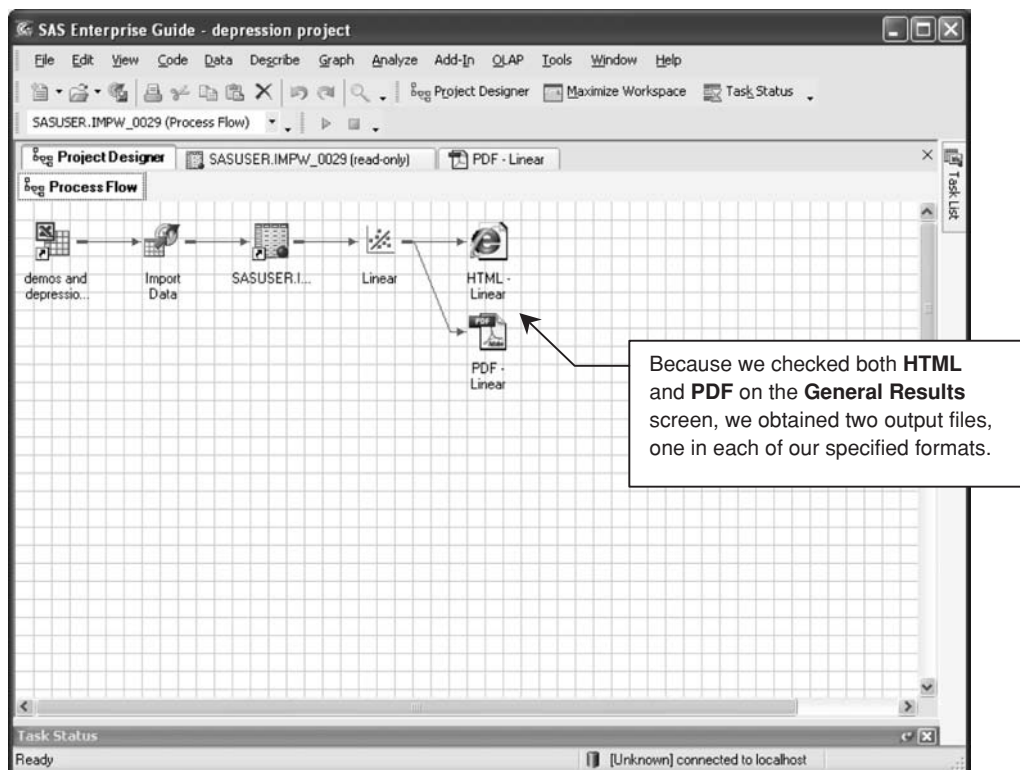 SAS Enterprise Guide - depression project
File Edit View Code Data Describe Graph Analyze Add-In OLAP Tools Window Help
Project Designer Maximize Workspace Task Status
SASUSER.IMPW_0029 (Process Flow)
Project Designer SASUSER.IMPW_0029 (read-only) PDF - Linear
Task List
Process Flow
demos and
depressio...
Import
Data
SASUSER.I...
Linear
HTML -
Linear
PDF
PDF -
Linear
Because we checked both HTML
and PDF on the General Results
screen, we obtained two output files,
one in each of our specified formats.
Task Status
Ready [Unknown] connected to localhost